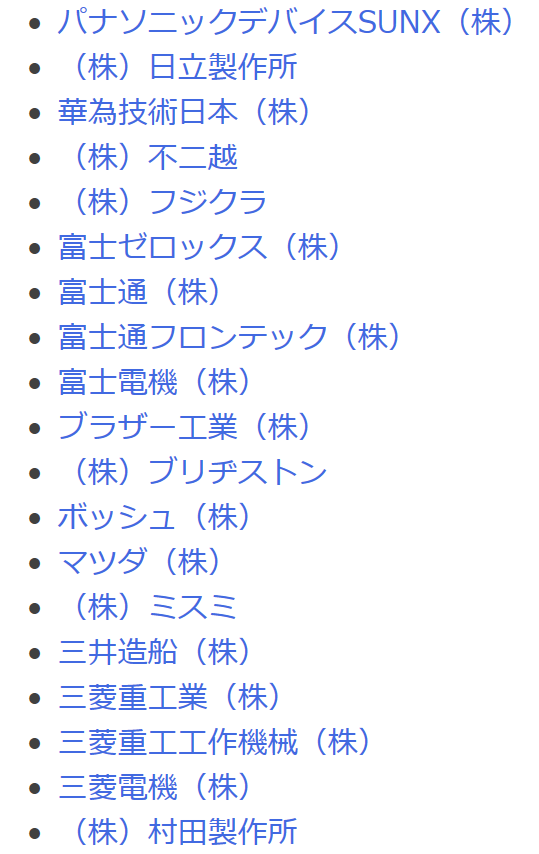 パナソニックデバイスSUNX（株）
（株）日立製作所
華為技術日本（株）
（株）不二越
（株）フジクラ
富士ゼロックス（株）
富士通（株）
富士通フロンテック（株）
富士電機（株）
ブラザー工業（株）
（株）ブリヂストン
ボッシュ（株）
マツダ（株）
（株）ミスミ
三井造船（株）
三菱重工業（株）
三菱重工工作機械（株）
三菱電機（株）
（株）村田製作所